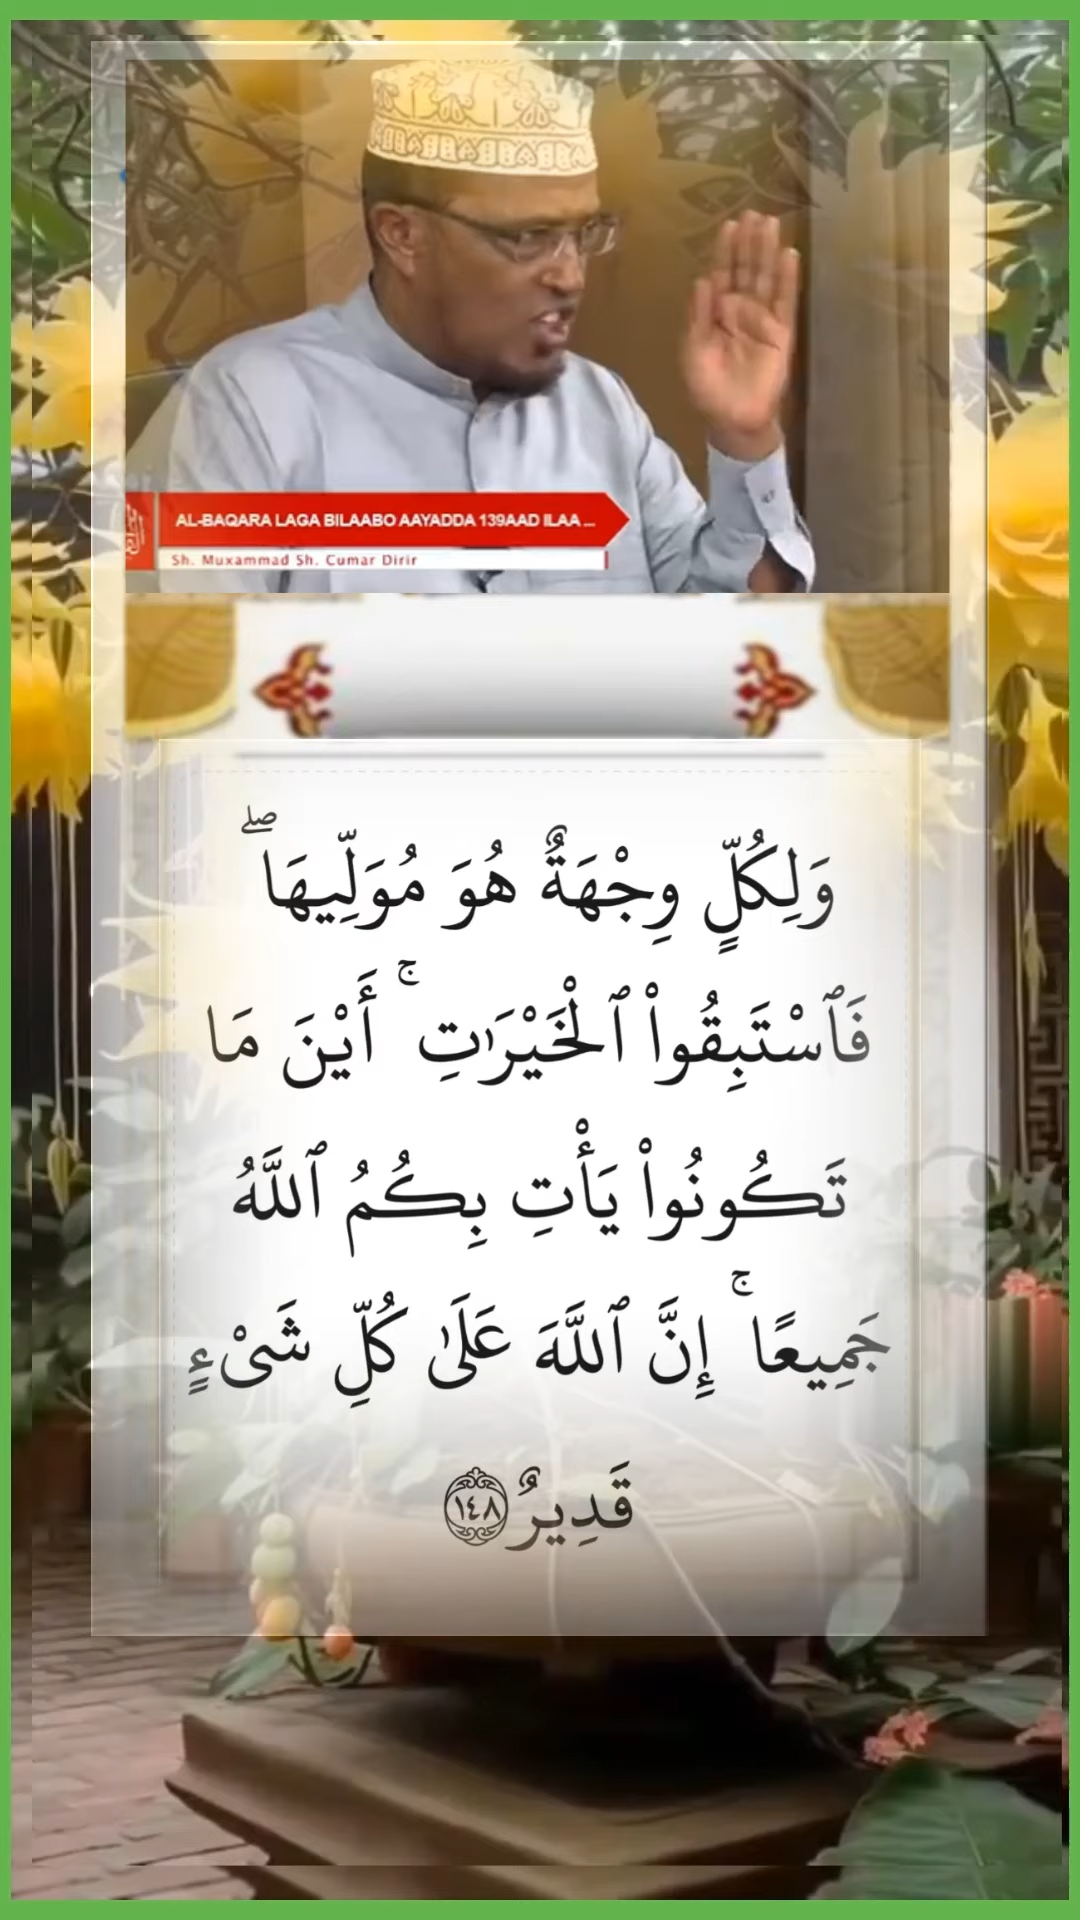 AL-BAQARA LAGA BILAABO AAYADDA 139AAD ILAA ...
Sh. Muxammad Sh. Cumar Dirir
وَلِكُلٍّ وِجْهَةٌ هُوَ مُوَلِّيهَا ۖ
فَٱسْتَبِقُوا۟ ٱلْخَيْرَٰتِ ۚ أَيْنَ مَا
تَكُونُوا۟ يَأْتِ بِكُمُ ٱللَّهُ
جَمِيعًا ۚ إِنَّ ٱللَّهَ عَلَىٰ كُلِّ شَىْءٍ
قَدِيرٌ ١٤٨